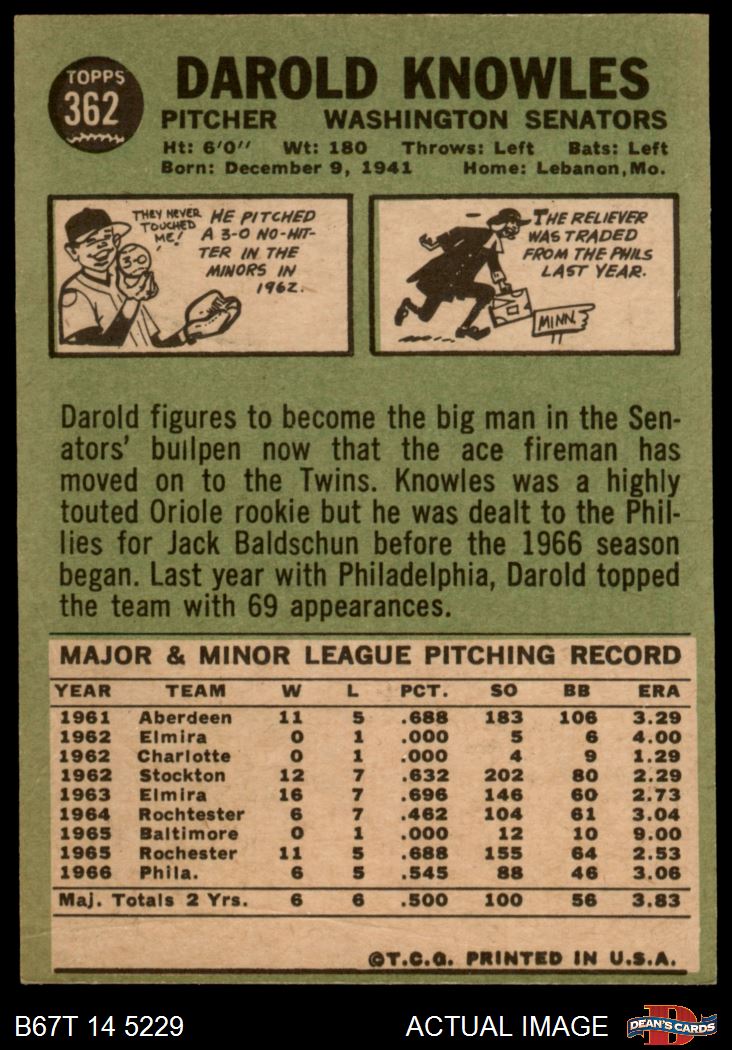 TOPPS
362
DAROLD KNOWLES
PITCHER WASHINGTON SENATORS
Ht: 6'0" Wt: 180 Throws: Left Bats: Left
Born: December 9, 1941 Home: Lebanon, Mo.
THEY NEVER
TOUCHED
ME!
3-0
HE PITCHED
A 3-0 NO-HIT-
TER IN THE
MINORS IN
1962.
THE RELIEVER
WAS TRADED
FROM THE PHILS
LAST YEAR.
MINN.
Darold figures to become the big man in the Sen-
ators' bullpen now that the ace fireman has
moved on to the Twins. Knowles was a highly
touted Oriole rookie but he was dealt to the Phil-
lies for Jack Baldschun before the 1966 season
began. Last year with Philadelphia, Darold topped
the team with 69 appearances.
MAJOR & MINOR LEAGUE PITCHING RECORD
YEAR TEAM W L PCT. SO BB ERA
1961 Aberdeen 11 5 .688 183 106 3.29
1962 Elmira 0 1 .000 5 6 4.00
1962 Charlotte 0 1 .000 4 9 1.29
1962 Stockton 12 7 .632 202 80 2.29
1963 Elmira 16 7 .696 146 60 2.73
1964 Rochtester 6 7 .462 104 61 3.04
1965 Baltimore 0 1 .000 12 10 9.00
1965 Rochester 11 5 .688 155 64 2.53
1966 Phila. 6 5 .545 88 46 3.06
Maj. Totals 2 Yrs. 6 6 .500 100 56 3.83
©T.C.G. PRINTED IN U.S.A.
B67T 14 5229 ACTUAL IMAGE
D
DEAN'S CARDS